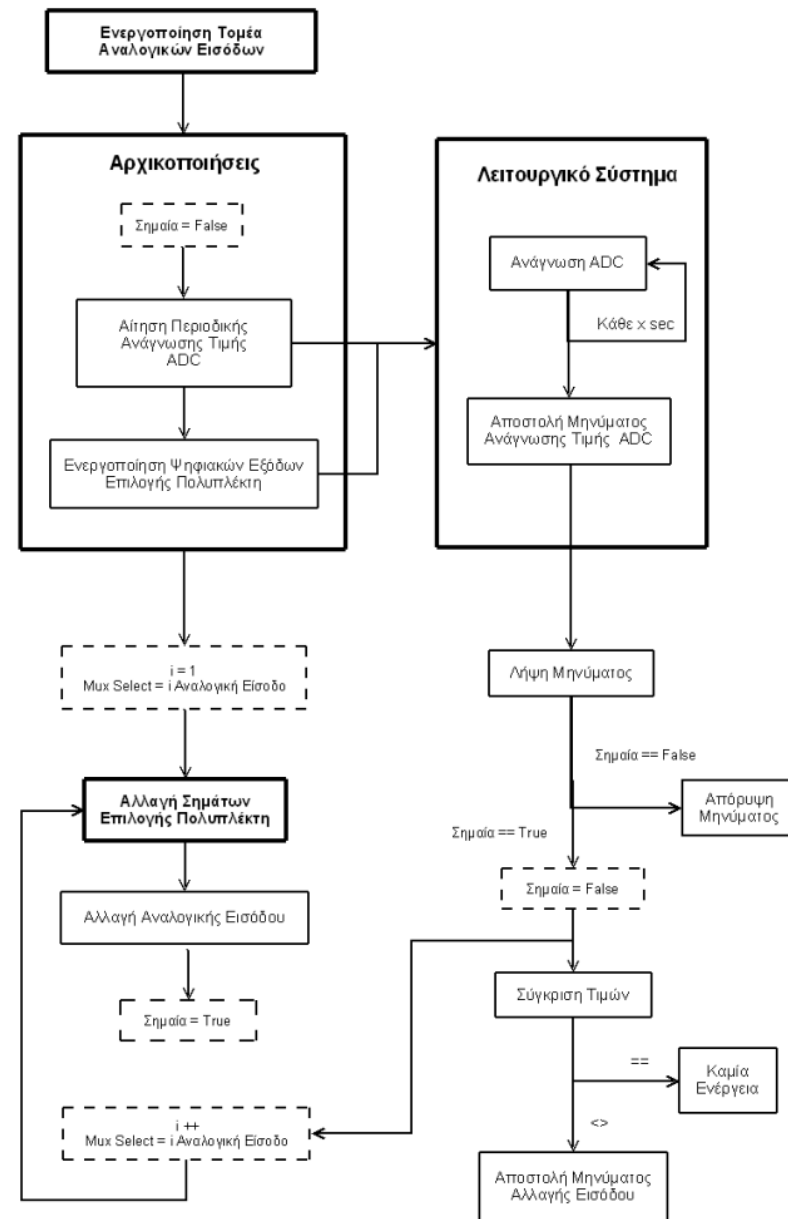 Ενεργοποίηση Τομέα
Αναλογικών Εισόδων
Αρχικοποιήσεις
Σημαία = False
Αίτηση Περιοδικής
Ανάγνωσης Τιμής
ADC
Ενεργοποίηση Ψηφιακών Εξόδων
Επιλογής Πολυπλέκτη
Λειτουργικό Σύστημα
Ανάγνωση ADC
Κάθε x sec
Αποστολή Μηνύματος
Ανάγνωσης Τιμής ADC
i = 1
Mux Select = i Αναλογική Είσοδο
Λήψη Μηνύματος
Σημαία == False
Απόρυψη
Μηνύματος
Αλλαγή Σημάτων
Επιλογής Πολυπλέκτη
Σημαία == True
Σημαία = False
Αλλαγή Αναλογικής Εισόδου
Σύγκριση Τιμών
Σημαία = True
==
Καμία
Ενέργεια
i ++
Mux Select = i Αναλογική Είσοδο
<>
Αποστολή Μηνύματος
Αλλαγής Εισόδου